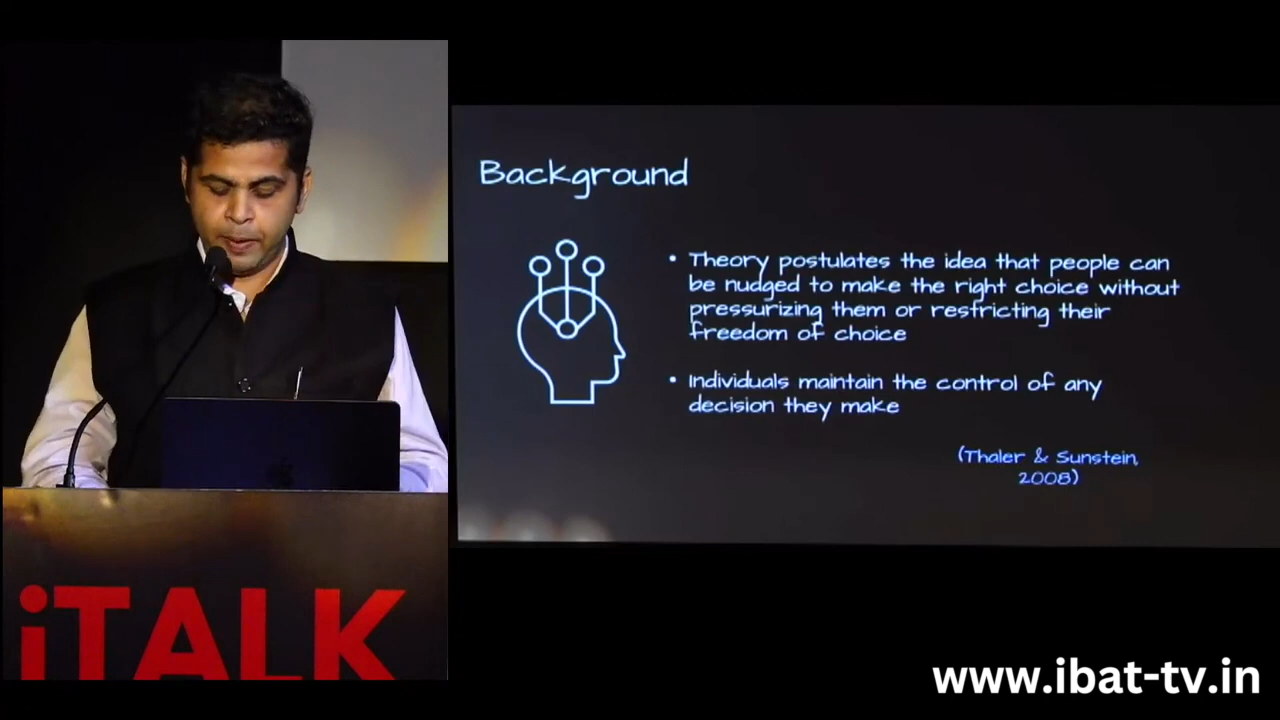 Background
• Theory postulates the idea that people can
be nudged to make the right choice without
pressurizing them or restricting their
freedom of choice
• Individuals maintain the control of any
decision they make
(Thaler & Sunstein,
2008)
iTALK
www.ibat-tv.in